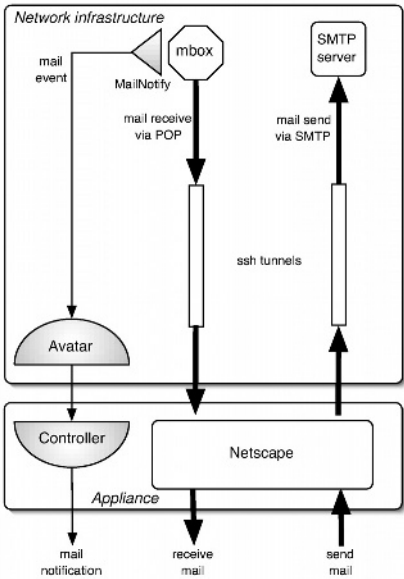 Network infrastructure
mail
event
MailNotify
mbox
SMTP
server
mail receive
via POP
mail send
via SMTP
ssh tunnels
Avatar
Controller
Netscape
Appliance
mail
notification
receive
mail
send
mail